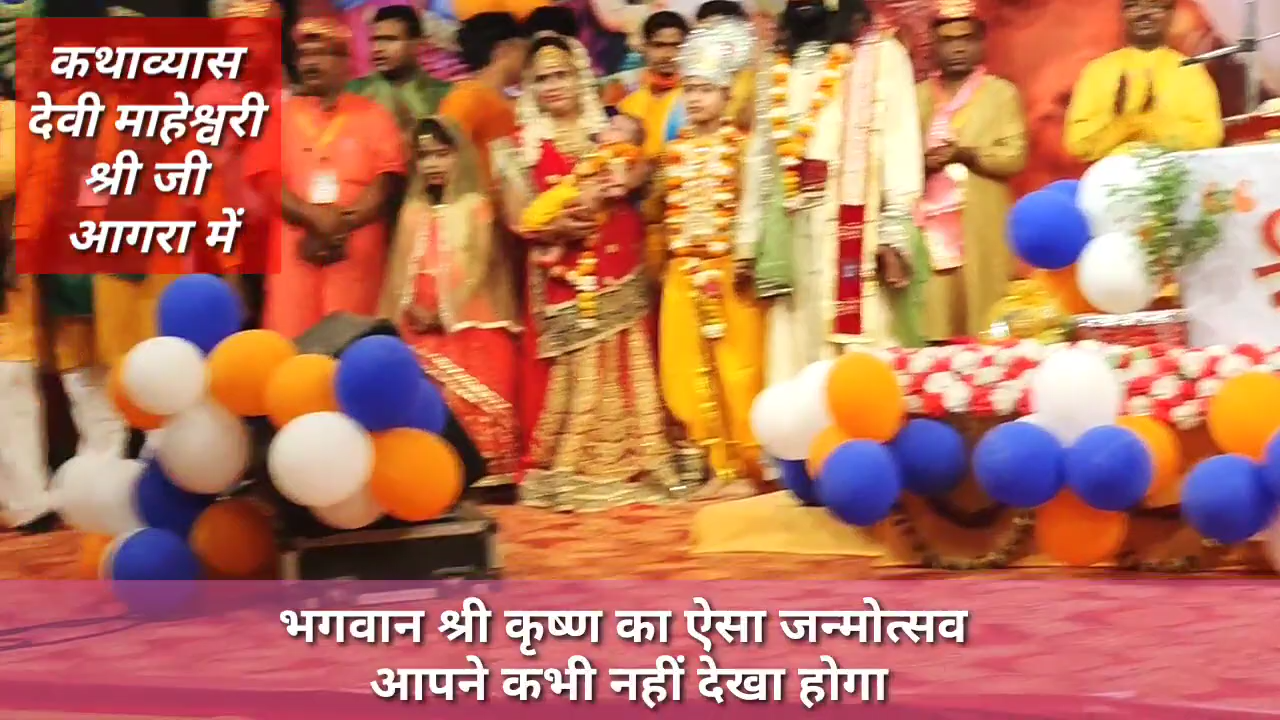 कथाव्यास
देवी माहेश्वरी
श्री जी
आगरा में
भगवान श्री कृष्ण का ऐसा जन्मोत्सव
आपने कभी नहीं देखा होगा